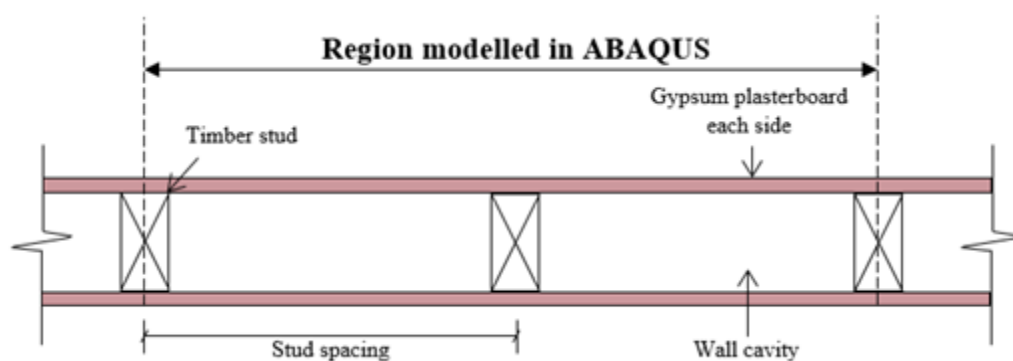 Region modelled in ABAQUS
Gypsum plasterboard
each side
Timber stud
Stud spacing
Wall cavity